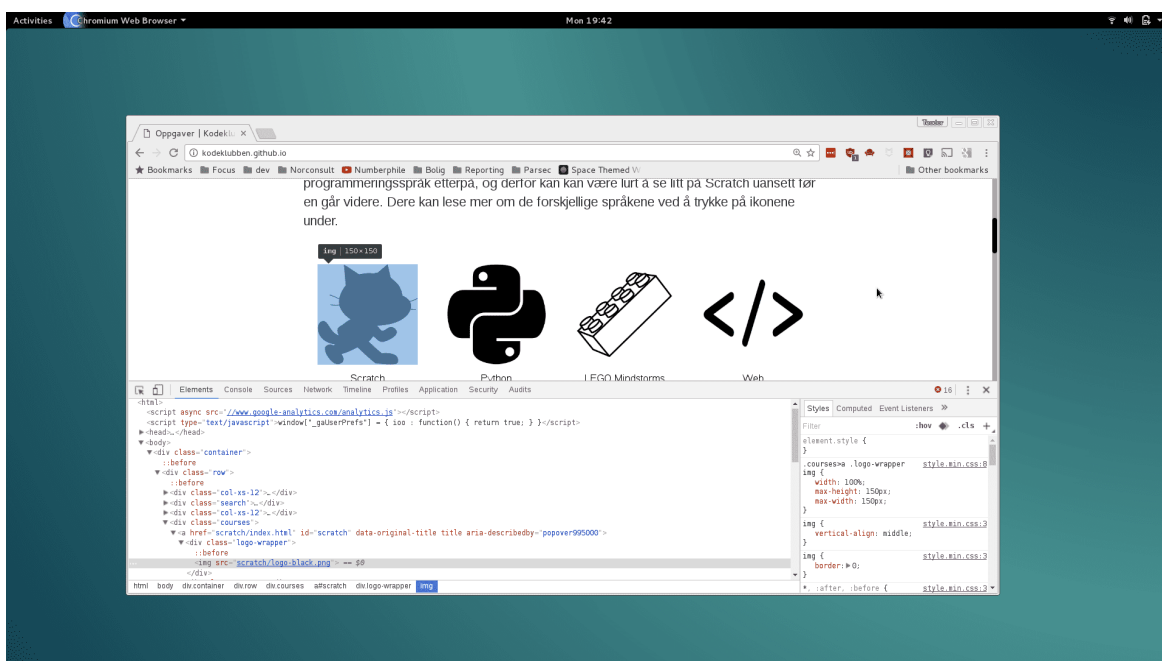 Activities Chromium Web Browser Mon 19:42
Oppgaver | Kodeklu
kodeklubben.github.io
Bookmarks Focus dev Norconsult Numberphile Bolig Reporting Parsec Space Themed Other bookmarks
programmeringsspråk etterpå, og derfor kan kan være lurt å se litt på Scratch uansett før
en går videre. Dere kan lese mer om de forskjellige språkene ved å trykke på ikonene
under.
img | 150×150
</>
Scratch Python LEGO Mindstorms Web
Elements Console Sources Network Timeline Profiles Application Security Audits 16
<html>
<script async src="//www.google-analytics.com/analytics.js"></script>
<script type="text/javascript">window["_gaUserPrefs"] = { ioo : function() { return true; } }</script>
<head>…</head>
<body>
<div class="container">
::before
<div class="row">
::before
<div class="col-xs-12">…</div>
<div class="search">…</div>
<div class="col-xs-12">…</div>
<div class="courses">
<a href="scratch/index.html" id="scratch" data-original-title title aria-describedby="popover995000">
<div class="logo-wrapper">
::before
<img src="scratch/logo-black.png"> == $0
</div>
html body div.container div.row div.courses a#scratch div.logo-wrapper img
Styles Computed Event Listeners »
Filter :hov .cls +
element.style {
}
.courses>a .logo-wrapper style.min.css:8
img {
width: 100%;
max-height: 150px;
max-width: 150px;
}
img { style.min.css:3
vertical-align: middle;
}
img { style.min.css:3
border: 0;
}
*, :after, :before { style.min.css:3